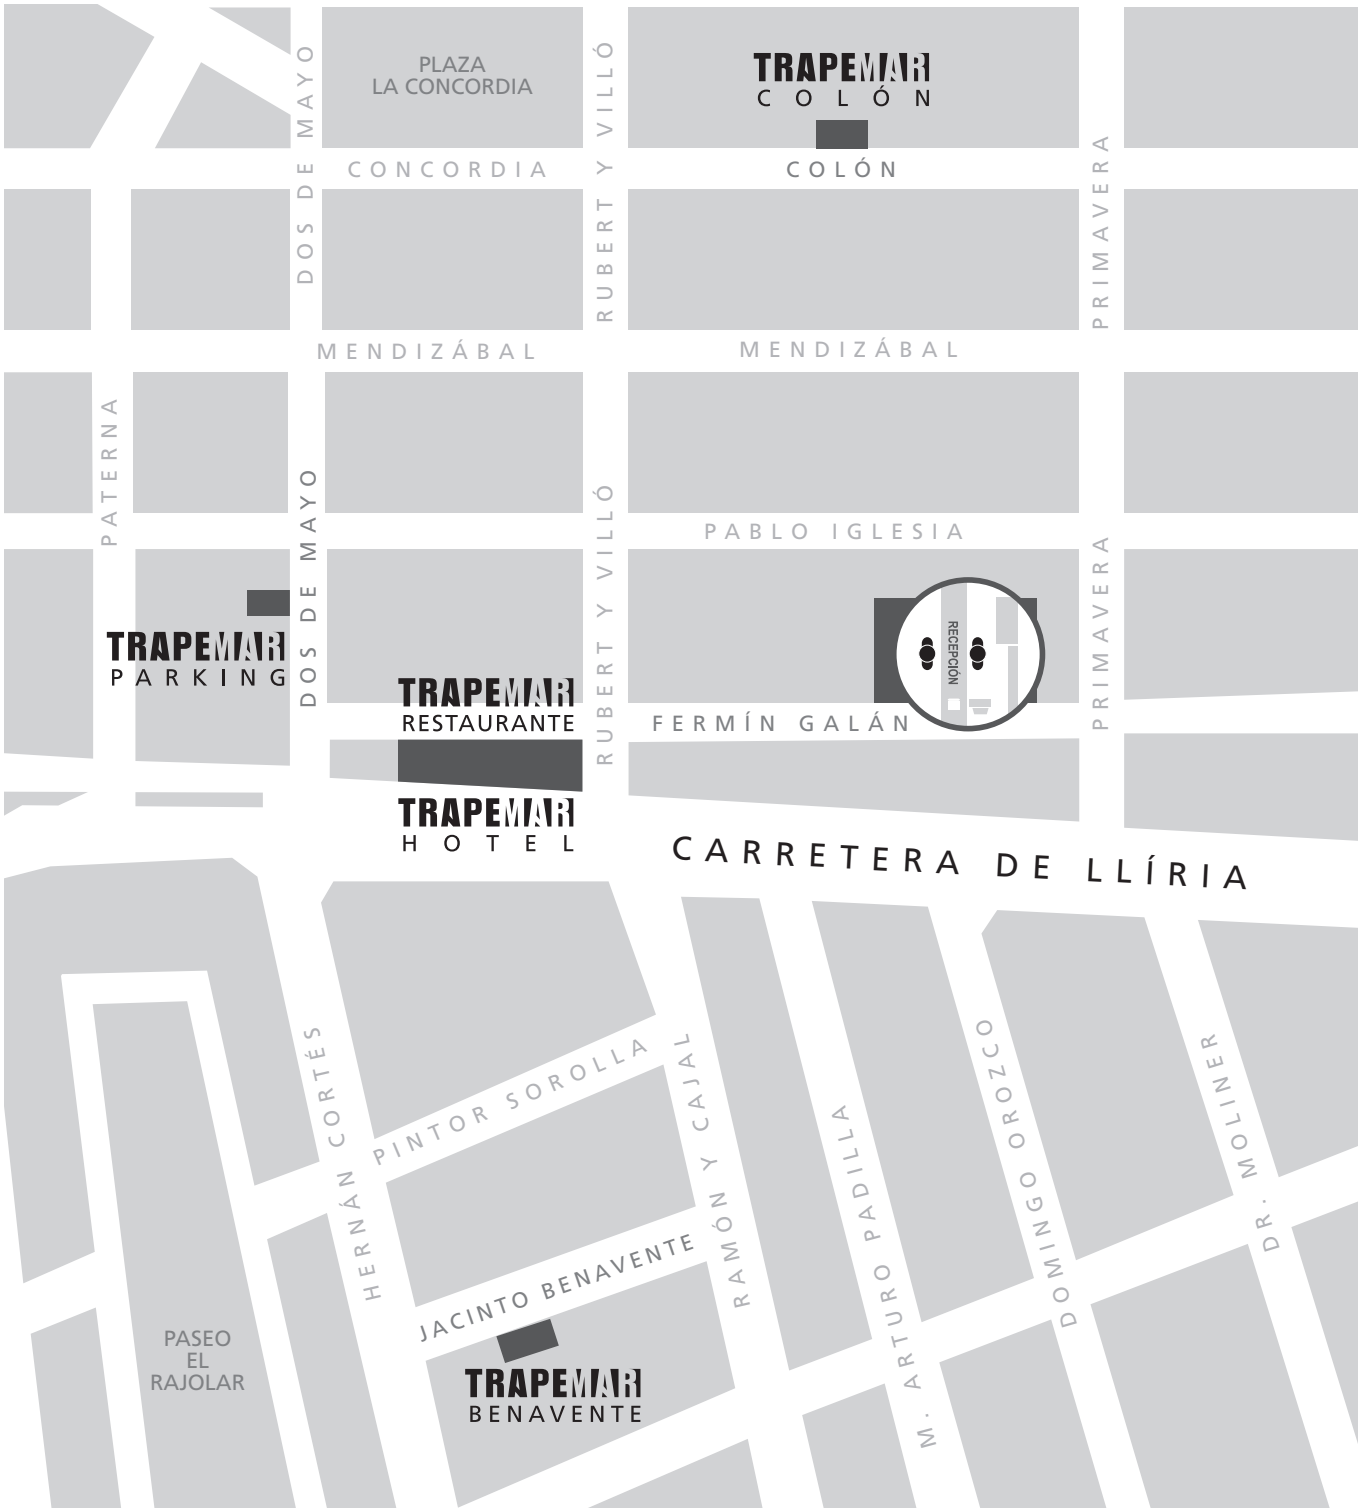 PLAZA
LA CONCORDIA
DOS DE MAYO
RUBERT Y VILLÓ
TRAPEMAR
COLÓN
CONCORDIA
COLÓN
PRIMAVERA
MENDIZÁBAL
MENDIZÁBAL
PATERNA
DOS DE MAYO
RUBERT Y VILLÓ
PABLO IGLESIA
PRIMAVERA
RECEPCIÓN
TRAPEMAR
PARKING
TRAPEMAR
RESTAURANTE
FERMÍN GALÁN
TRAPEMAR
HOTEL
CARRETERA DE LLÍRIA
HERNÁN CORTÉS
PINTOR SOROLLA
RAMÓN Y CAJAL
M. ARTURO PADILLA
DOMINGO OROZCO
DR. MOLINER
JACINTO BENAVENTE
PASEO
EL
RAJOLAR
TRAPEMAR
BENAVENTE